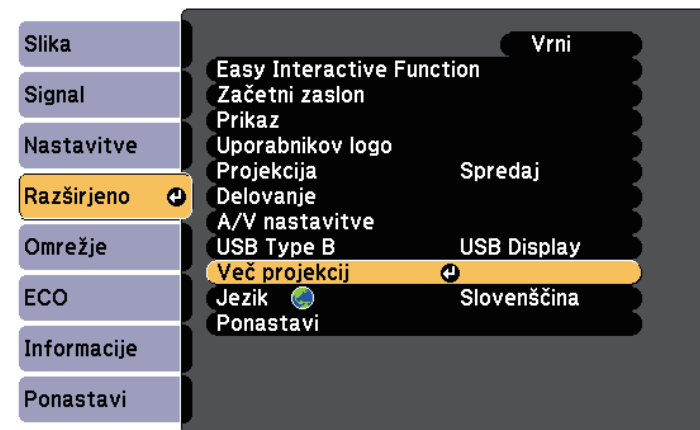 Slika
Signal
Nastavitve
Razširjeno
Omrežje
ECO
Informacije
Ponastavi
Vrni
Easy Interactive Function
Začetni zaslon
Prikaz
Uporabnikov logo
Projekcija Spredaj
Delovanje
A/V nastavitve
USB Type B USB Display
Več projekcij
Jezik Slovenščina
Ponastavi